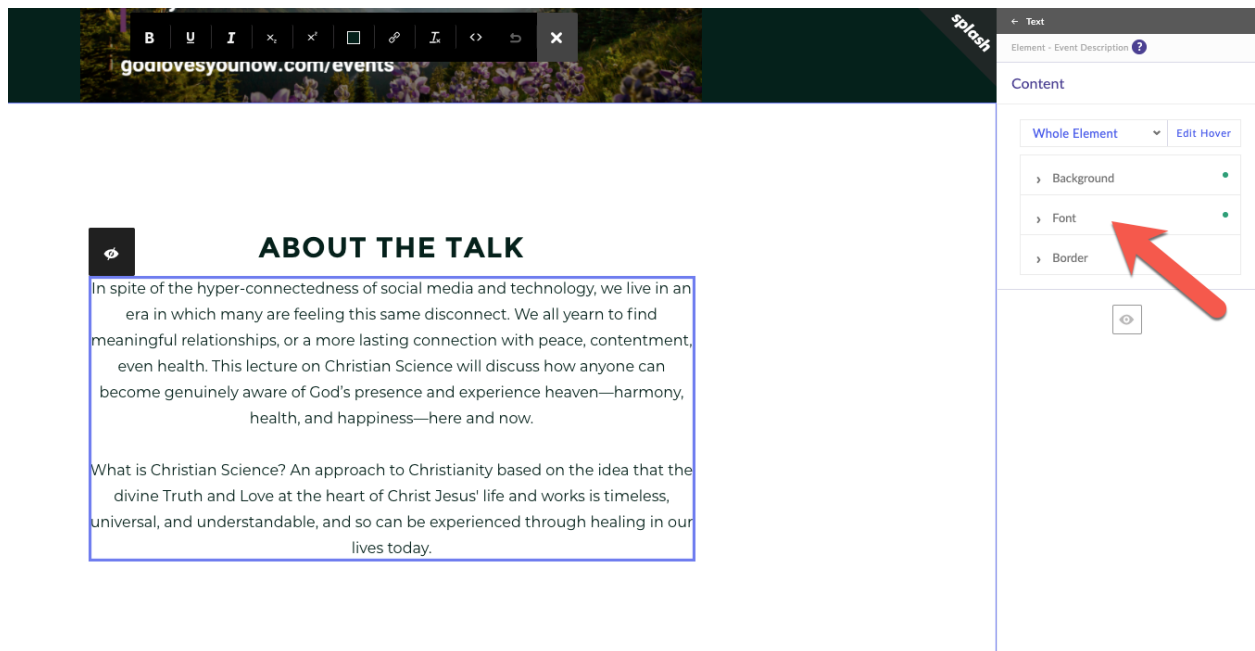 B U I x₂ x² Tx <>
godlovesyounow.com/events
splash
← Text
Element - Event Description ?
Content
Whole Element Edit Hover
Background
Font
Border
ABOUT THE TALK
In spite of the hyper-connectedness of social media and technology, we live in an
era in which many are feeling this same disconnect. We all yearn to find
meaningful relationships, or a more lasting connection with peace, contentment,
even health. This lecture on Christian Science will discuss how anyone can
become genuinely aware of God’s presence and experience heaven—harmony,
health, and happiness—here and now.
What is Christian Science? An approach to Christianity based on the idea that the
divine Truth and Love at the heart of Christ Jesus' life and works is timeless,
universal, and understandable, and so can be experienced through healing in our
lives today.